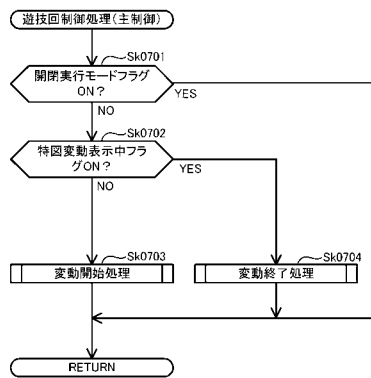 遊技回制御処理(主制御)
Sk0701
開閉実行モードフラグ
ON?
YES
NO
Sk0702
特図変動表示中フラ
グON?
YES
NO
Sk0703
変動開始処理
Sk0704
変動終了処理
RETURN